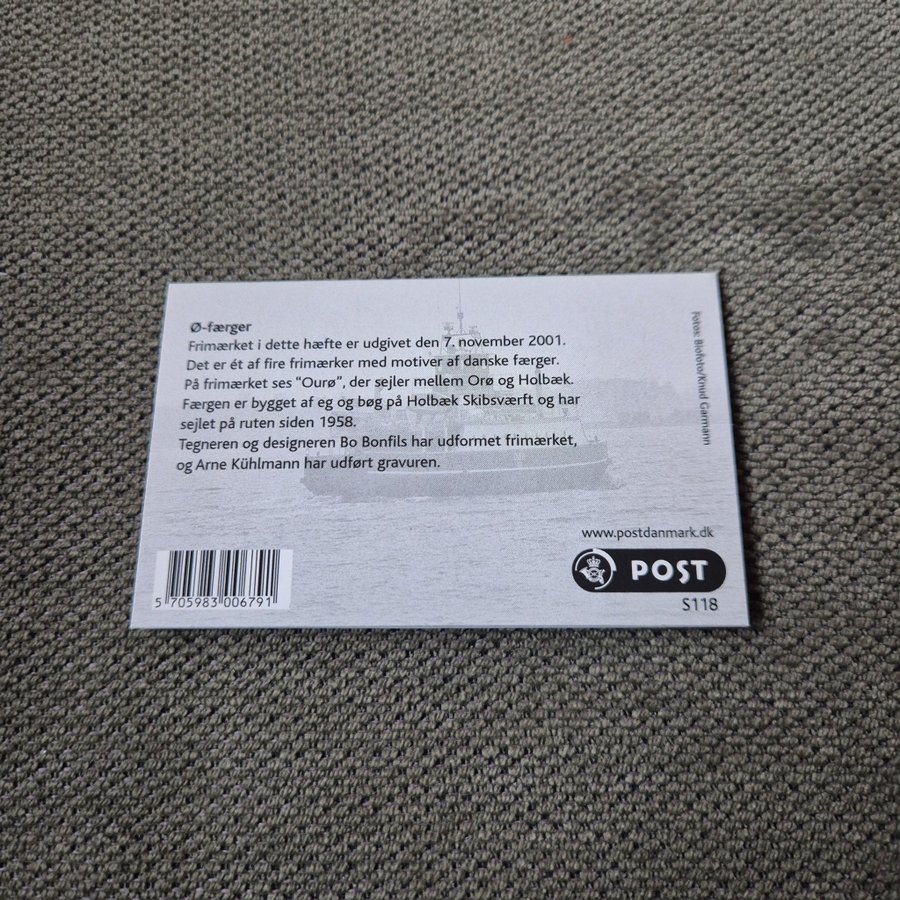 Ø-færger
Frimærket i dette hæfte er udgivet den 7. november 2001.
Det er ét af fire frimærker med motiver af danske færger.
På frimærket ses "Ourø", der sejler mellem Orø og Holbæk.
Færgen er bygget af eg og bøg på Holbæk Skibsværft og har
sejlet på ruten siden 1958.
Tegneren og designeren Bo Bonfils har udformet frimærket,
og Arne Kühlmann har udført gravuren.
Fotos: Biofoto/Knud Garmann
www.postdanmark.dk
POST
S118
5 705983 006791